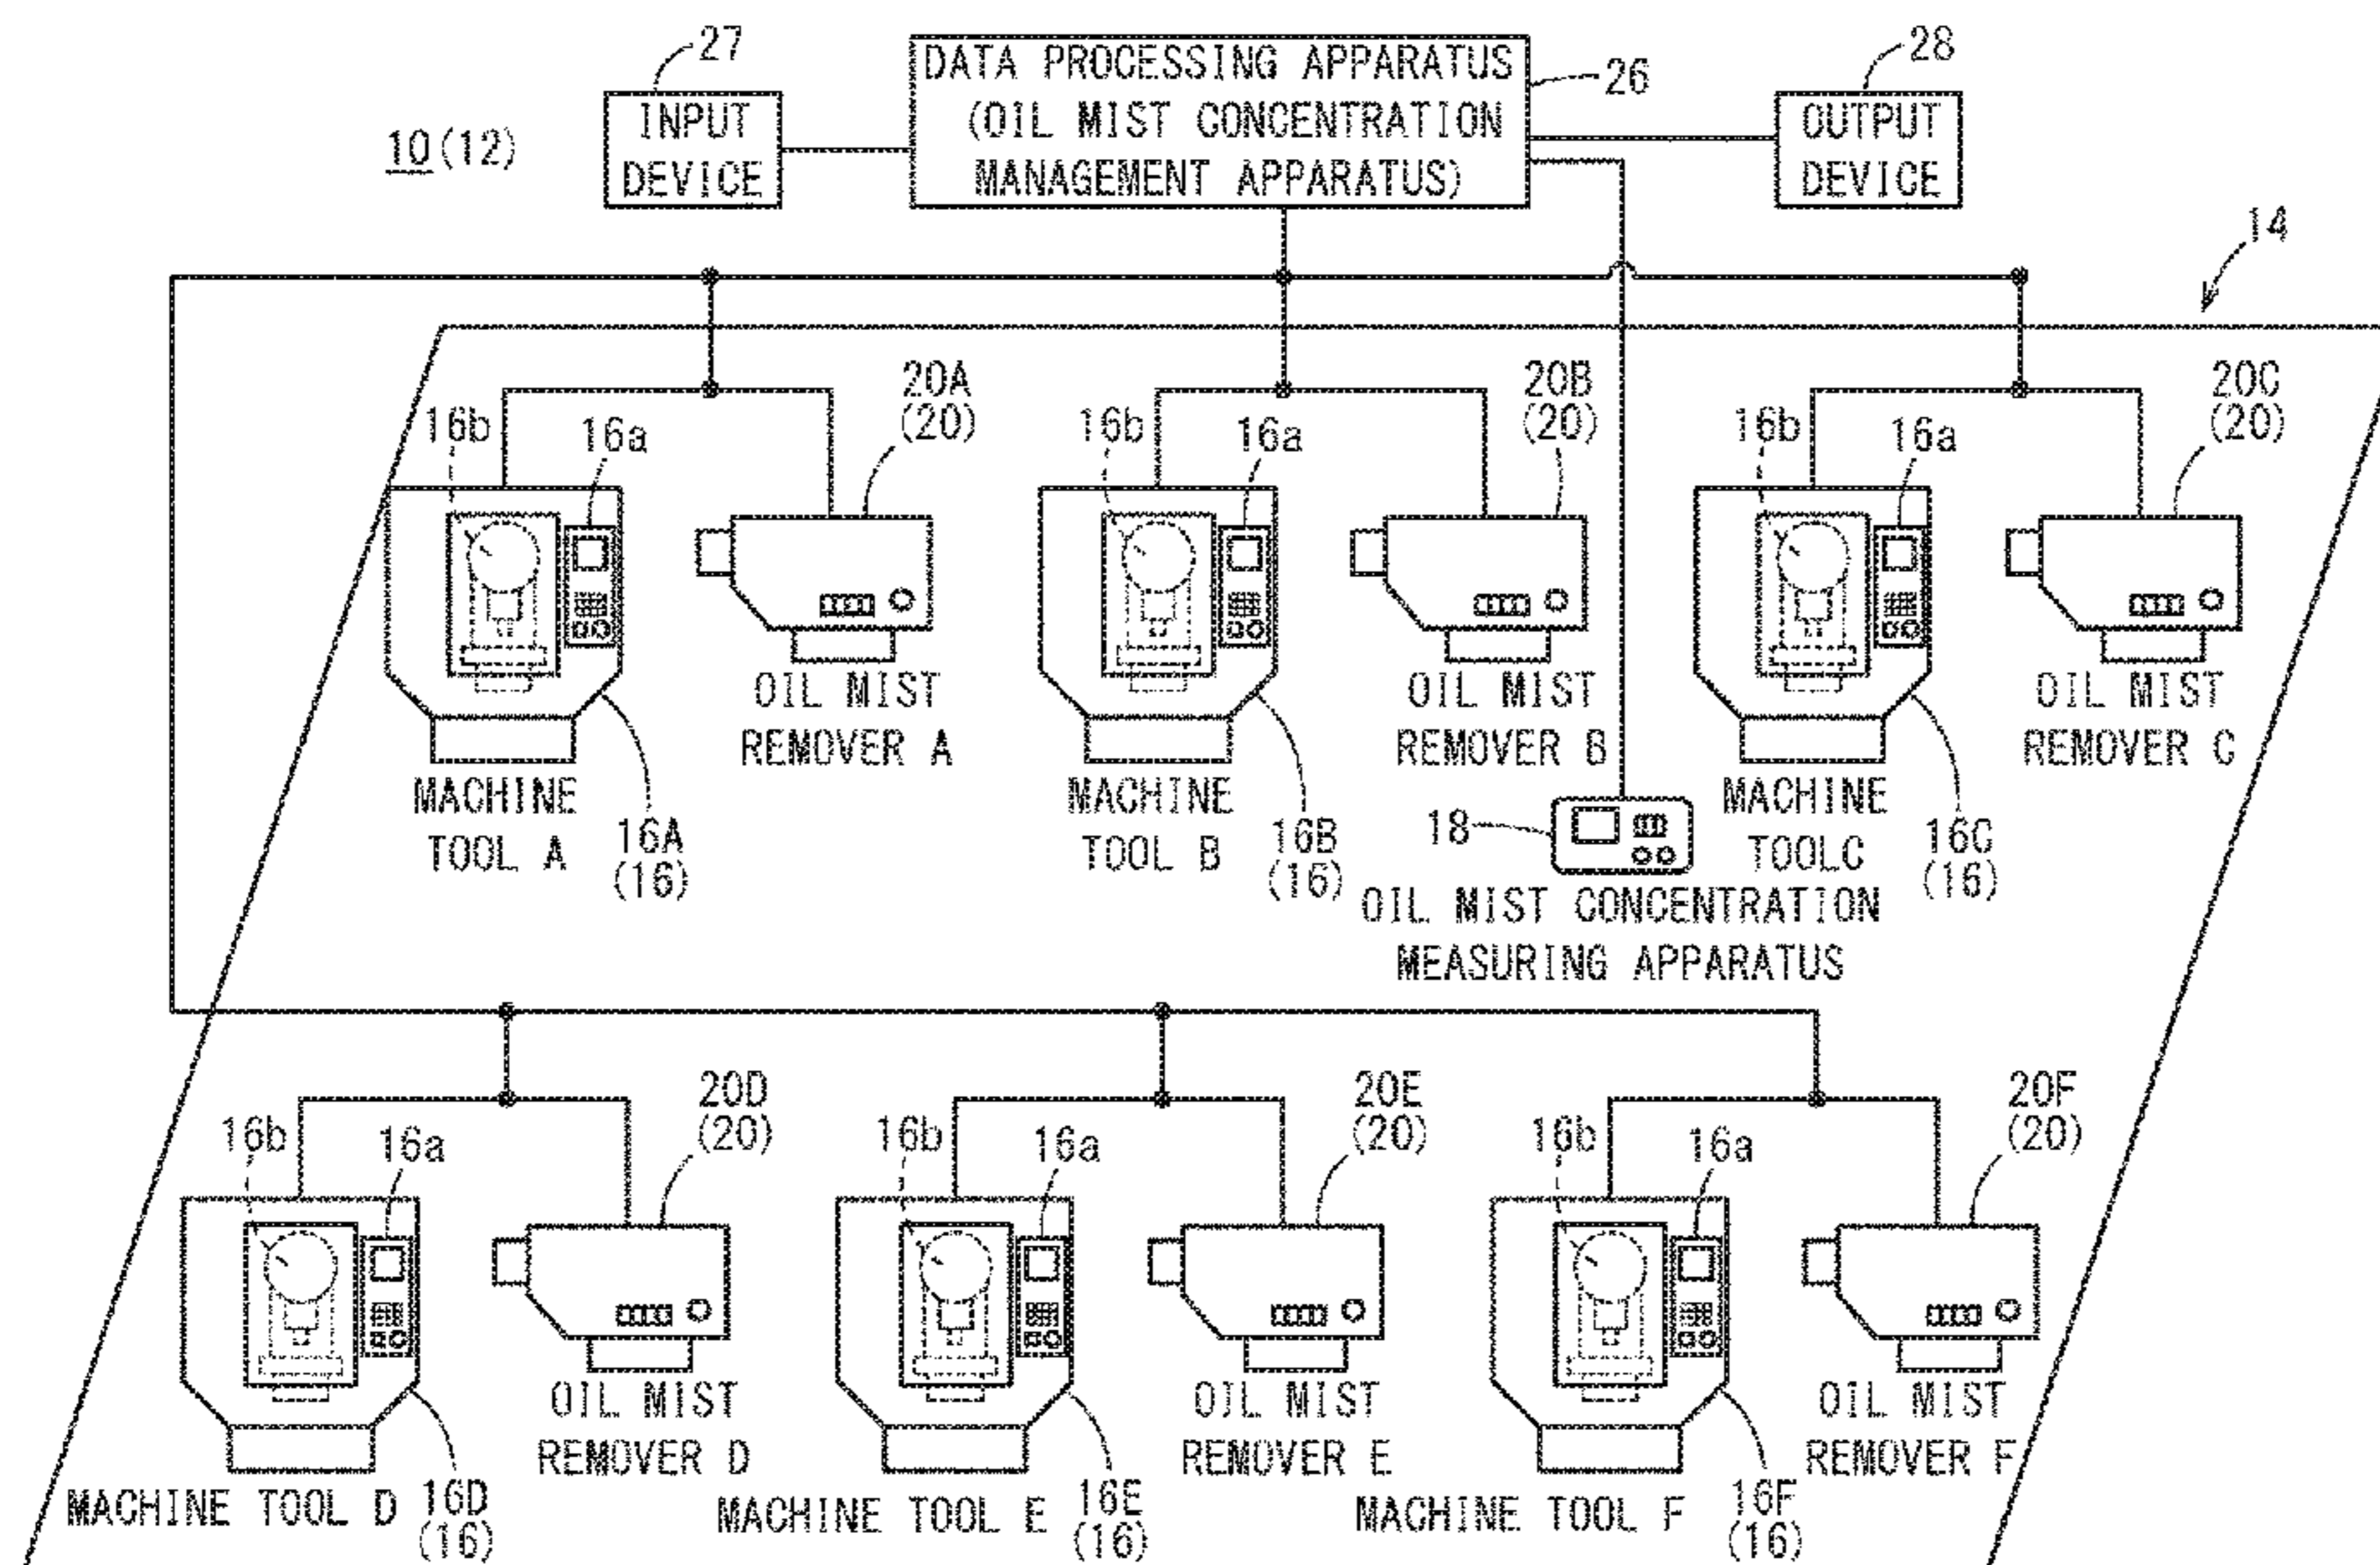 27
DATA PROCESSING APPARATUS
(OIL MIST CONCENTRATION
MANAGEMENT APPARATUS)
26
28
10(12)
INPUT
DEVICE
OUTPUT
DEVICE
14
16b
16a
20A
(20)
16b
16a
20B
(20)
16b
16a
20C
(20)
OIL MIST
REMOVER A
OIL MIST
REMOVER B
OIL MIST
REMOVER C
MACHINE
TOOL A
16A
(16)
MACHINE
TOOL B
16B
(16)
18
MACHINE
TOOLC
16C
(16)
OIL MIST CONCENTRATION
MEASURING APPARATUS
16b
16a
20D
(20)
16b
16a
20E
(20)
16b
16a
20F
(20)
OIL MIST
REMOVER D
OIL MIST
REMOVER E
OIL MIST
REMOVER F
MACHINE TOOL D
16D
(16)
MACHINE TOOL E
16E
(16)
MACHINE TOOL F
16F
(16)